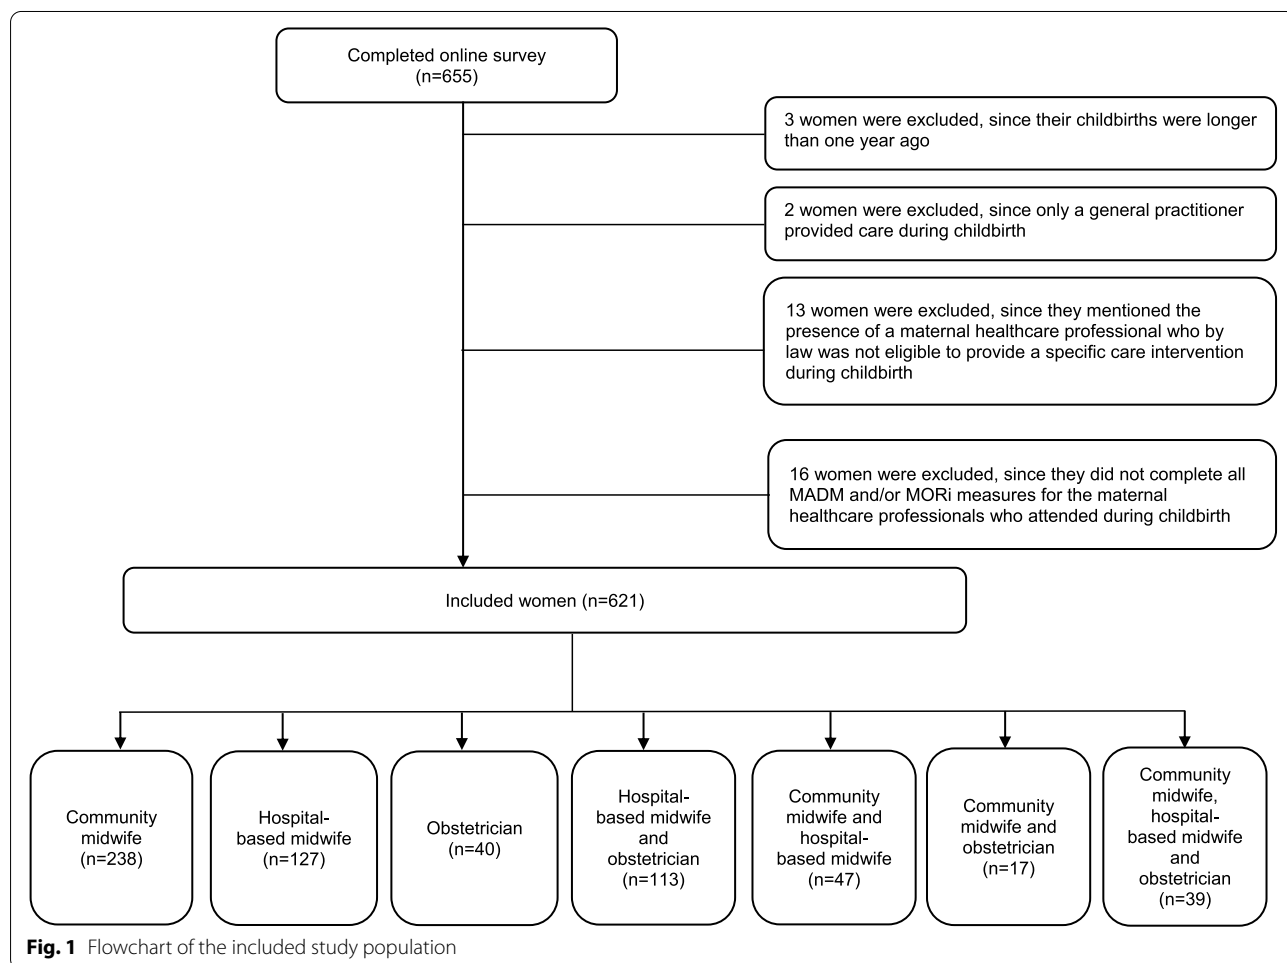 Completed online survey
(n=655)
3 women were excluded, since their childbirths were longer
than one year ago
2 women were excluded, since only a general practitioner
provided care during childbirth
13 women were excluded, since they mentioned the
presence of a maternal healthcare professional who by
law was not eligible to provide a specific care intervention
during childbirth
16 women were excluded, since they did not complete all
MADM and/or MORi measures for the maternal
healthcare professionals who attended during childbirth
Included women (n=621)
Community
midwife
(n=238)
Hospital-
based midwife
(n=127)
Obstetrician
(n=40)
Hospital-
based midwife
and
obstetrician
(n=113)
Community
midwife and
hospital-
based midwife
(n=47)
Community
midwife and
obstetrician
(n=17)
Community
midwife,
hospital-
based midwife
and
obstetrician
(n=39)
Fig. 1 Flowchart of the included study population